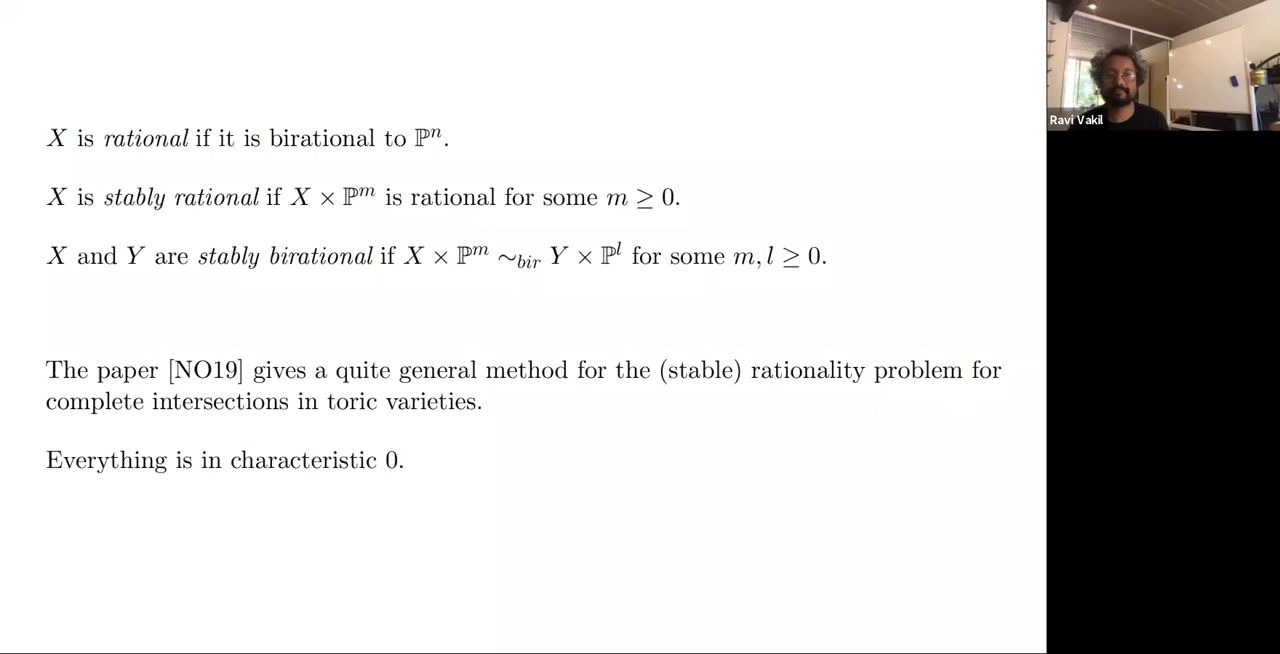 X is rational if it is birational to ℙⁿ.
X is stably rational if X × ℙᵐ is rational for some m ≥ 0.
X and Y are stably birational if X × ℙᵐ ∼_bir Y × ℙˡ for some m, l ≥ 0.
The paper [NO19] gives a quite general method for the (stable) rationality problem for
complete intersections in toric varieties.
Everything is in characteristic 0.
Ravi Vakil